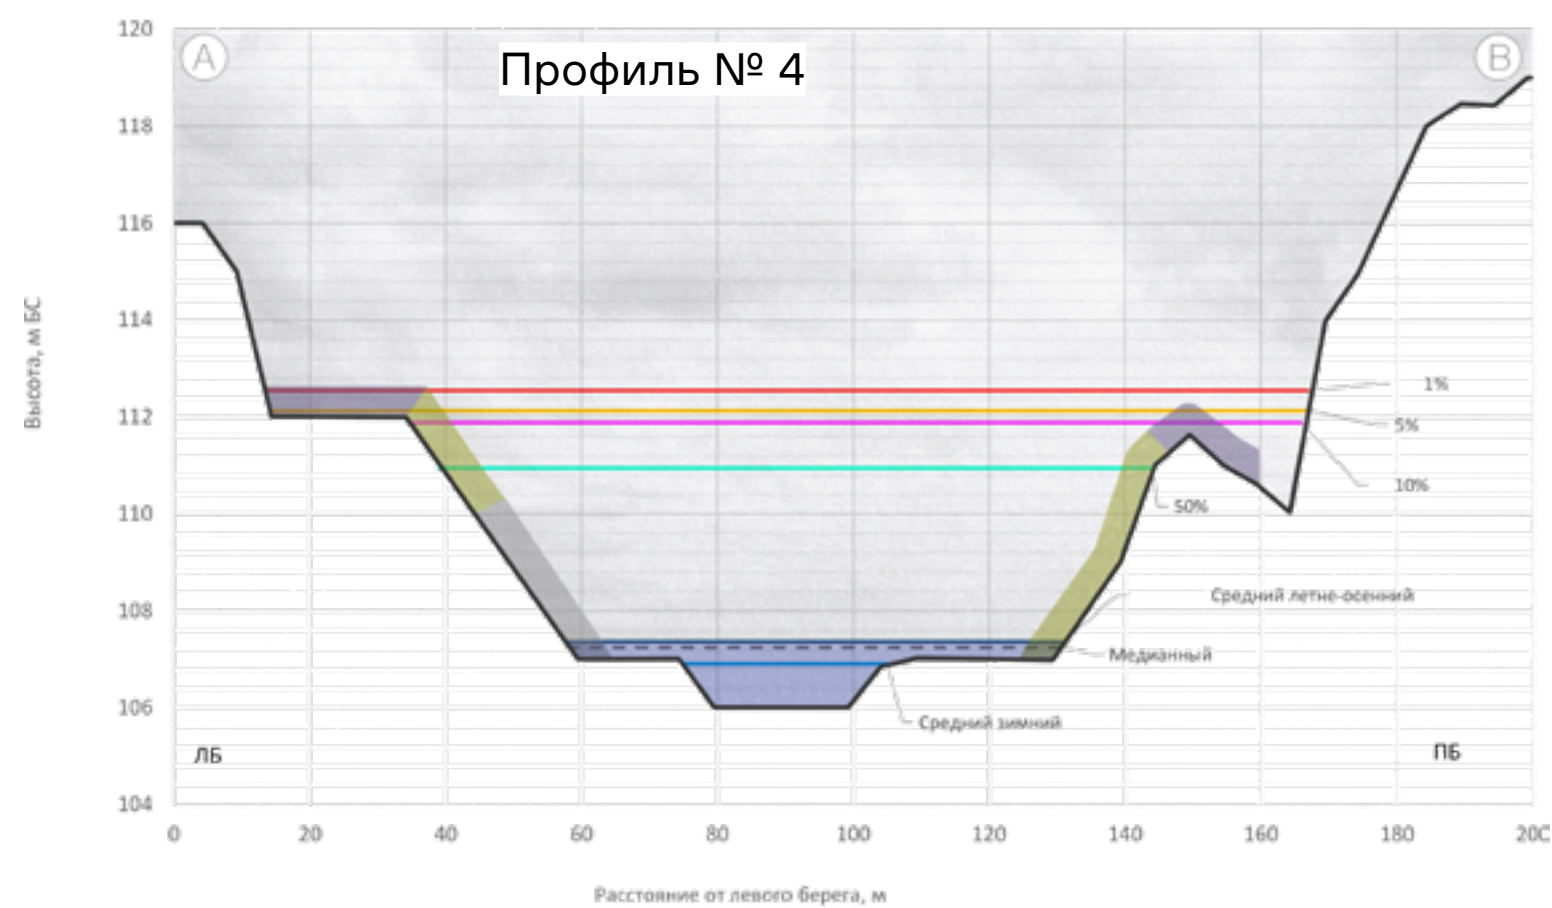 120
A
Профиль № 4
B
118
116
114
112
110
108
106
104
Высота, м БС
1%
5%
10%
50%
Средний летне-осенний
Медианный
Средний зимний
ЛБ
ПБ
0 20 40 60 80 100 120 140 160 180 200
Расстояние от левого берега, м